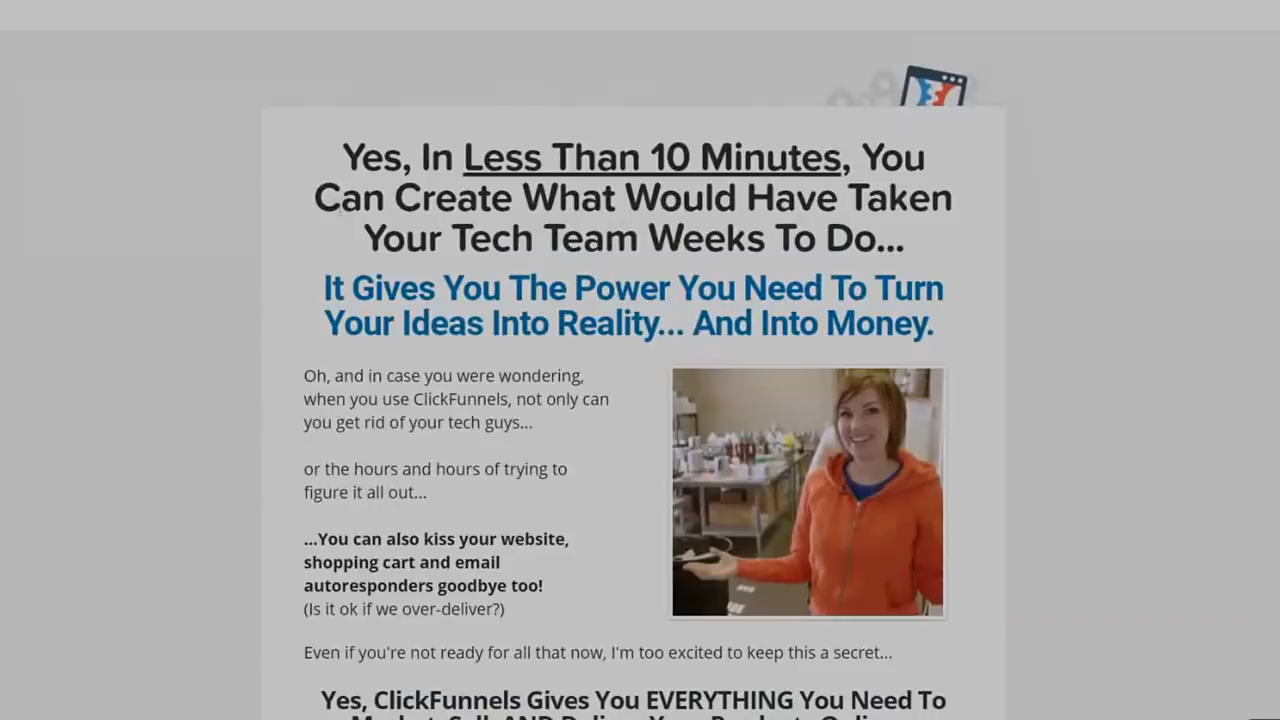 Yes, In Less Than 10 Minutes, You
Can Create What Would Have Taken
Your Tech Team Weeks To Do...
It Gives You The Power You Need To Turn
Your Ideas Into Reality... And Into Money.
Oh, and in case you were wondering,
when you use ClickFunnels, not only can
you get rid of your tech guys...
or the hours and hours of trying to
figure it all out...
...You can also kiss your website,
shopping cart and email
autoresponders goodbye too!
(Is it ok if we over-deliver?)
Even if you're not ready for all that now, I'm too excited to keep this a secret...
Yes, ClickFunnels Gives You EVERYTHING You Need To